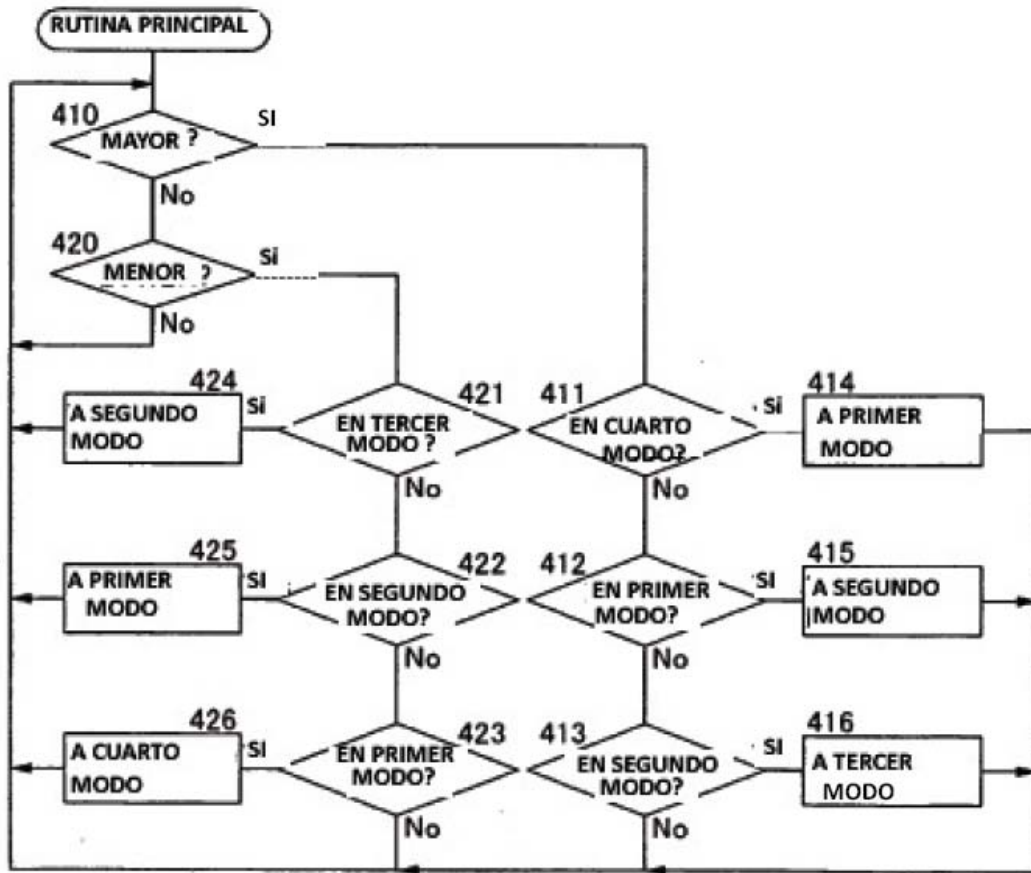 RUTINA PRINCIPAL
410
SI
MAYOR ?
No
420
Si
MENOR ?
No
424
A SEGUNDO
MODO
Si
421
EN TERCER
MODO ?
No
411
EN CUARTO
MODO?
No
Si
414
A PRIMER
MODO
425
A PRIMER
MODO
SI
422
EN SEGUNDO
MODO?
No
412
EN PRIMER
MODO?
No
SI
415
A SEGUNDO
MODO
426
A CUARTO
MODO
SI
423
EN PRIMER
MODO?
No
413
EN SEGUNDO
MODO?
No
SI
416
A TERCER
MODO